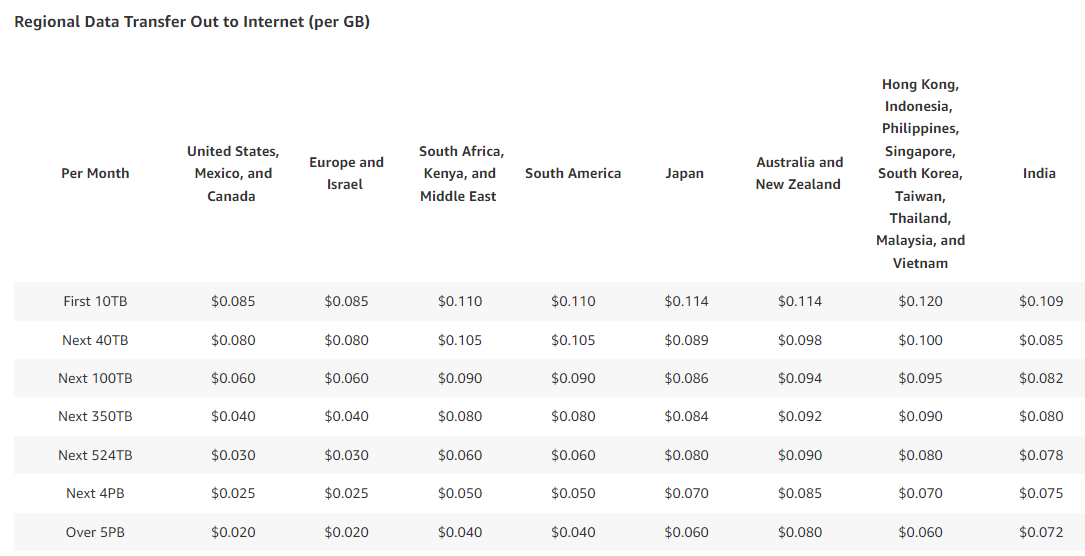 Regional Data Transfer Out to Internet (per GB)
Per Month
United States,
Mexico, and
Canada
Europe and
Israel
South Africa,
Kenya, and
Middle East
South America
Japan
Australia and
New Zealand
Hong Kong,
Indonesia,
Philippines,
Singapore,
South Korea,
Taiwan,
Thailand,
Malaysia, and
Vietnam
India
First 10TB $0.085 $0.085 $0.110 $0.110 $0.114 $0.114 $0.120 $0.109
Next 40TB $0.080 $0.080 $0.105 $0.105 $0.089 $0.098 $0.100 $0.085
Next 100TB $0.060 $0.060 $0.090 $0.090 $0.086 $0.094 $0.095 $0.082
Next 350TB $0.040 $0.040 $0.080 $0.080 $0.084 $0.092 $0.090 $0.080
Next 524TB $0.030 $0.030 $0.060 $0.060 $0.080 $0.090 $0.080 $0.078
Next 4PB $0.025 $0.025 $0.050 $0.050 $0.070 $0.085 $0.070 $0.075
Over 5PB $0.020 $0.020 $0.040 $0.040 $0.060 $0.080 $0.060 $0.072